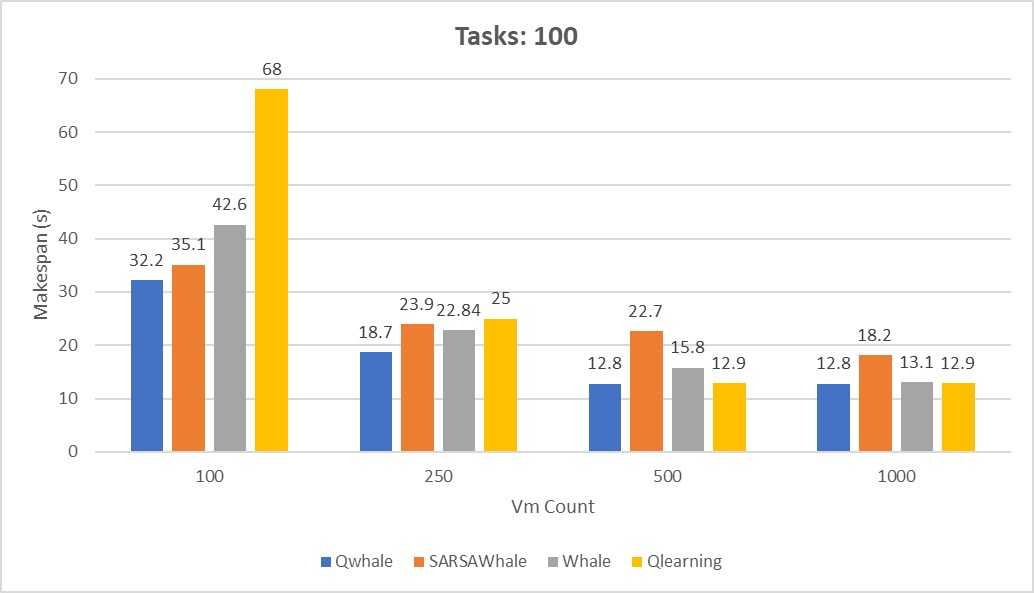 Tasks: 100
70
60
50
40
30
20
10
0
Makespan (s)
32.2 35.1 42.6 68
18.7 23.9 22.84 25
12.8 22.7 15.8 12.9
12.8 18.2 13.1 12.9
100 250 500 1000
Vm Count
Qwhale SARSAWhale Whale Qlearning